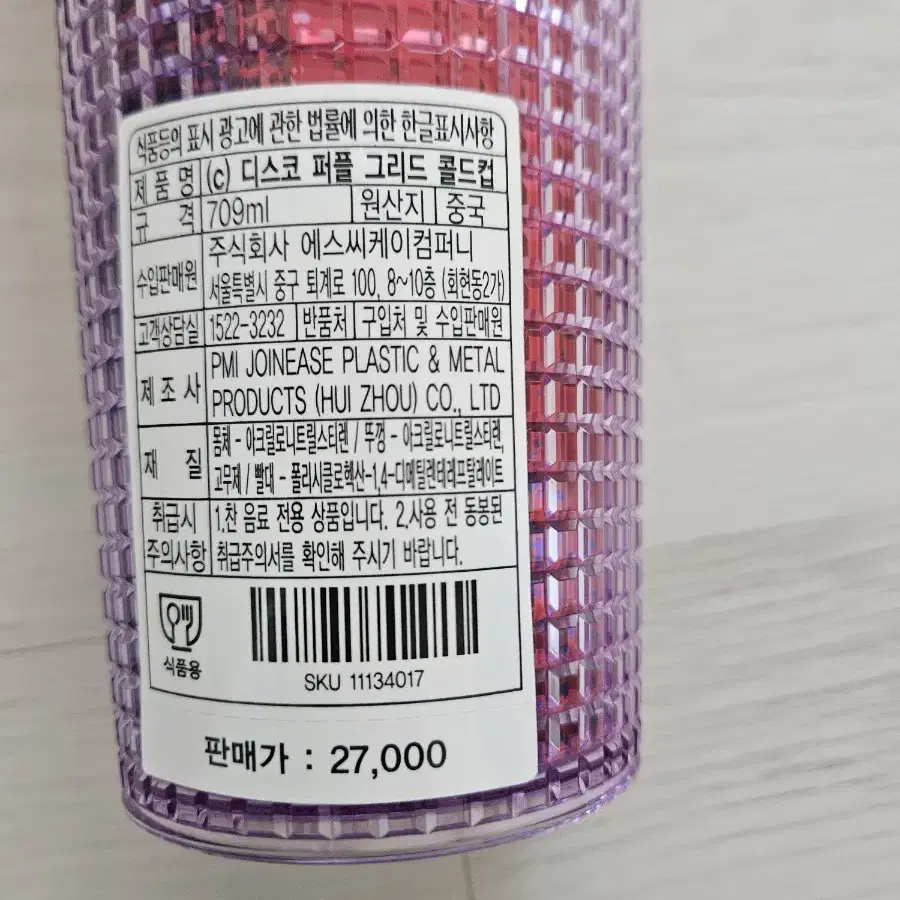 식품등의 표시 광고에 관한 법률에 의한 한글표시사항
제 품 명 (c) 디스코 퍼플 그리드 콜드컵
규 격 709ml 원산지 중국
수입판매원 주식회사 에스씨케이컴퍼니
서울특별시 중구 퇴계로 100, 8~10층 (회현동2가)
고객상담실 1522-3232 반품처 구입처 및 수입판매원
제 조 사 PMI JOINEASE PLASTIC & METAL
PRODUCTS (HUI ZHOU) CO., LTD
재 질 몸체 - 아크릴로니트릴스티렌 / 뚜껑 - 아크릴로니트릴스티렌,
고무제 / 빨대 - 폴리시클로헥산-1,4-디메틸렌테레프탈레이트
취급시 1.찬 음료 전용 상품입니다. 2.사용 전 동봉된
주의사항 취급주의서를 확인해 주시기 바랍니다.
식품용
SKU 11134017
판매가 : 27,000